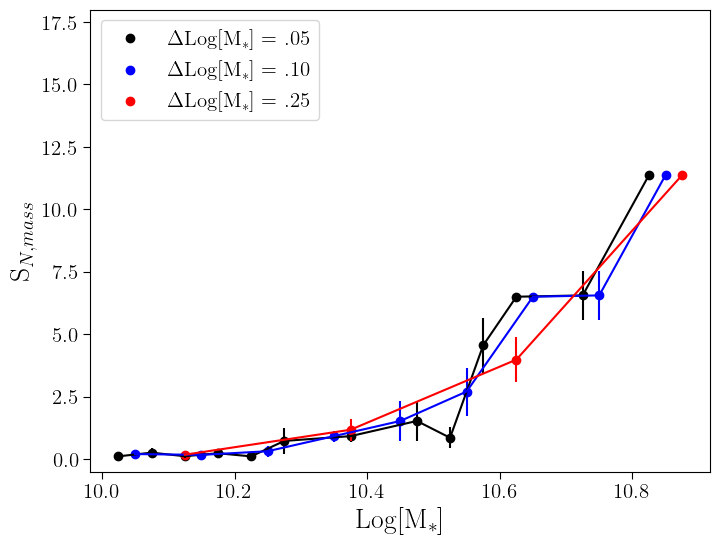 ΔLog[M*] = .05
ΔLog[M*] = .10
ΔLog[M*] = .25
17.5
15.0
12.5
10.0
7.5
5.0
2.5
0.0
S_{N,mass}
10.0 10.2 10.4 10.6 10.8
Log[M*]